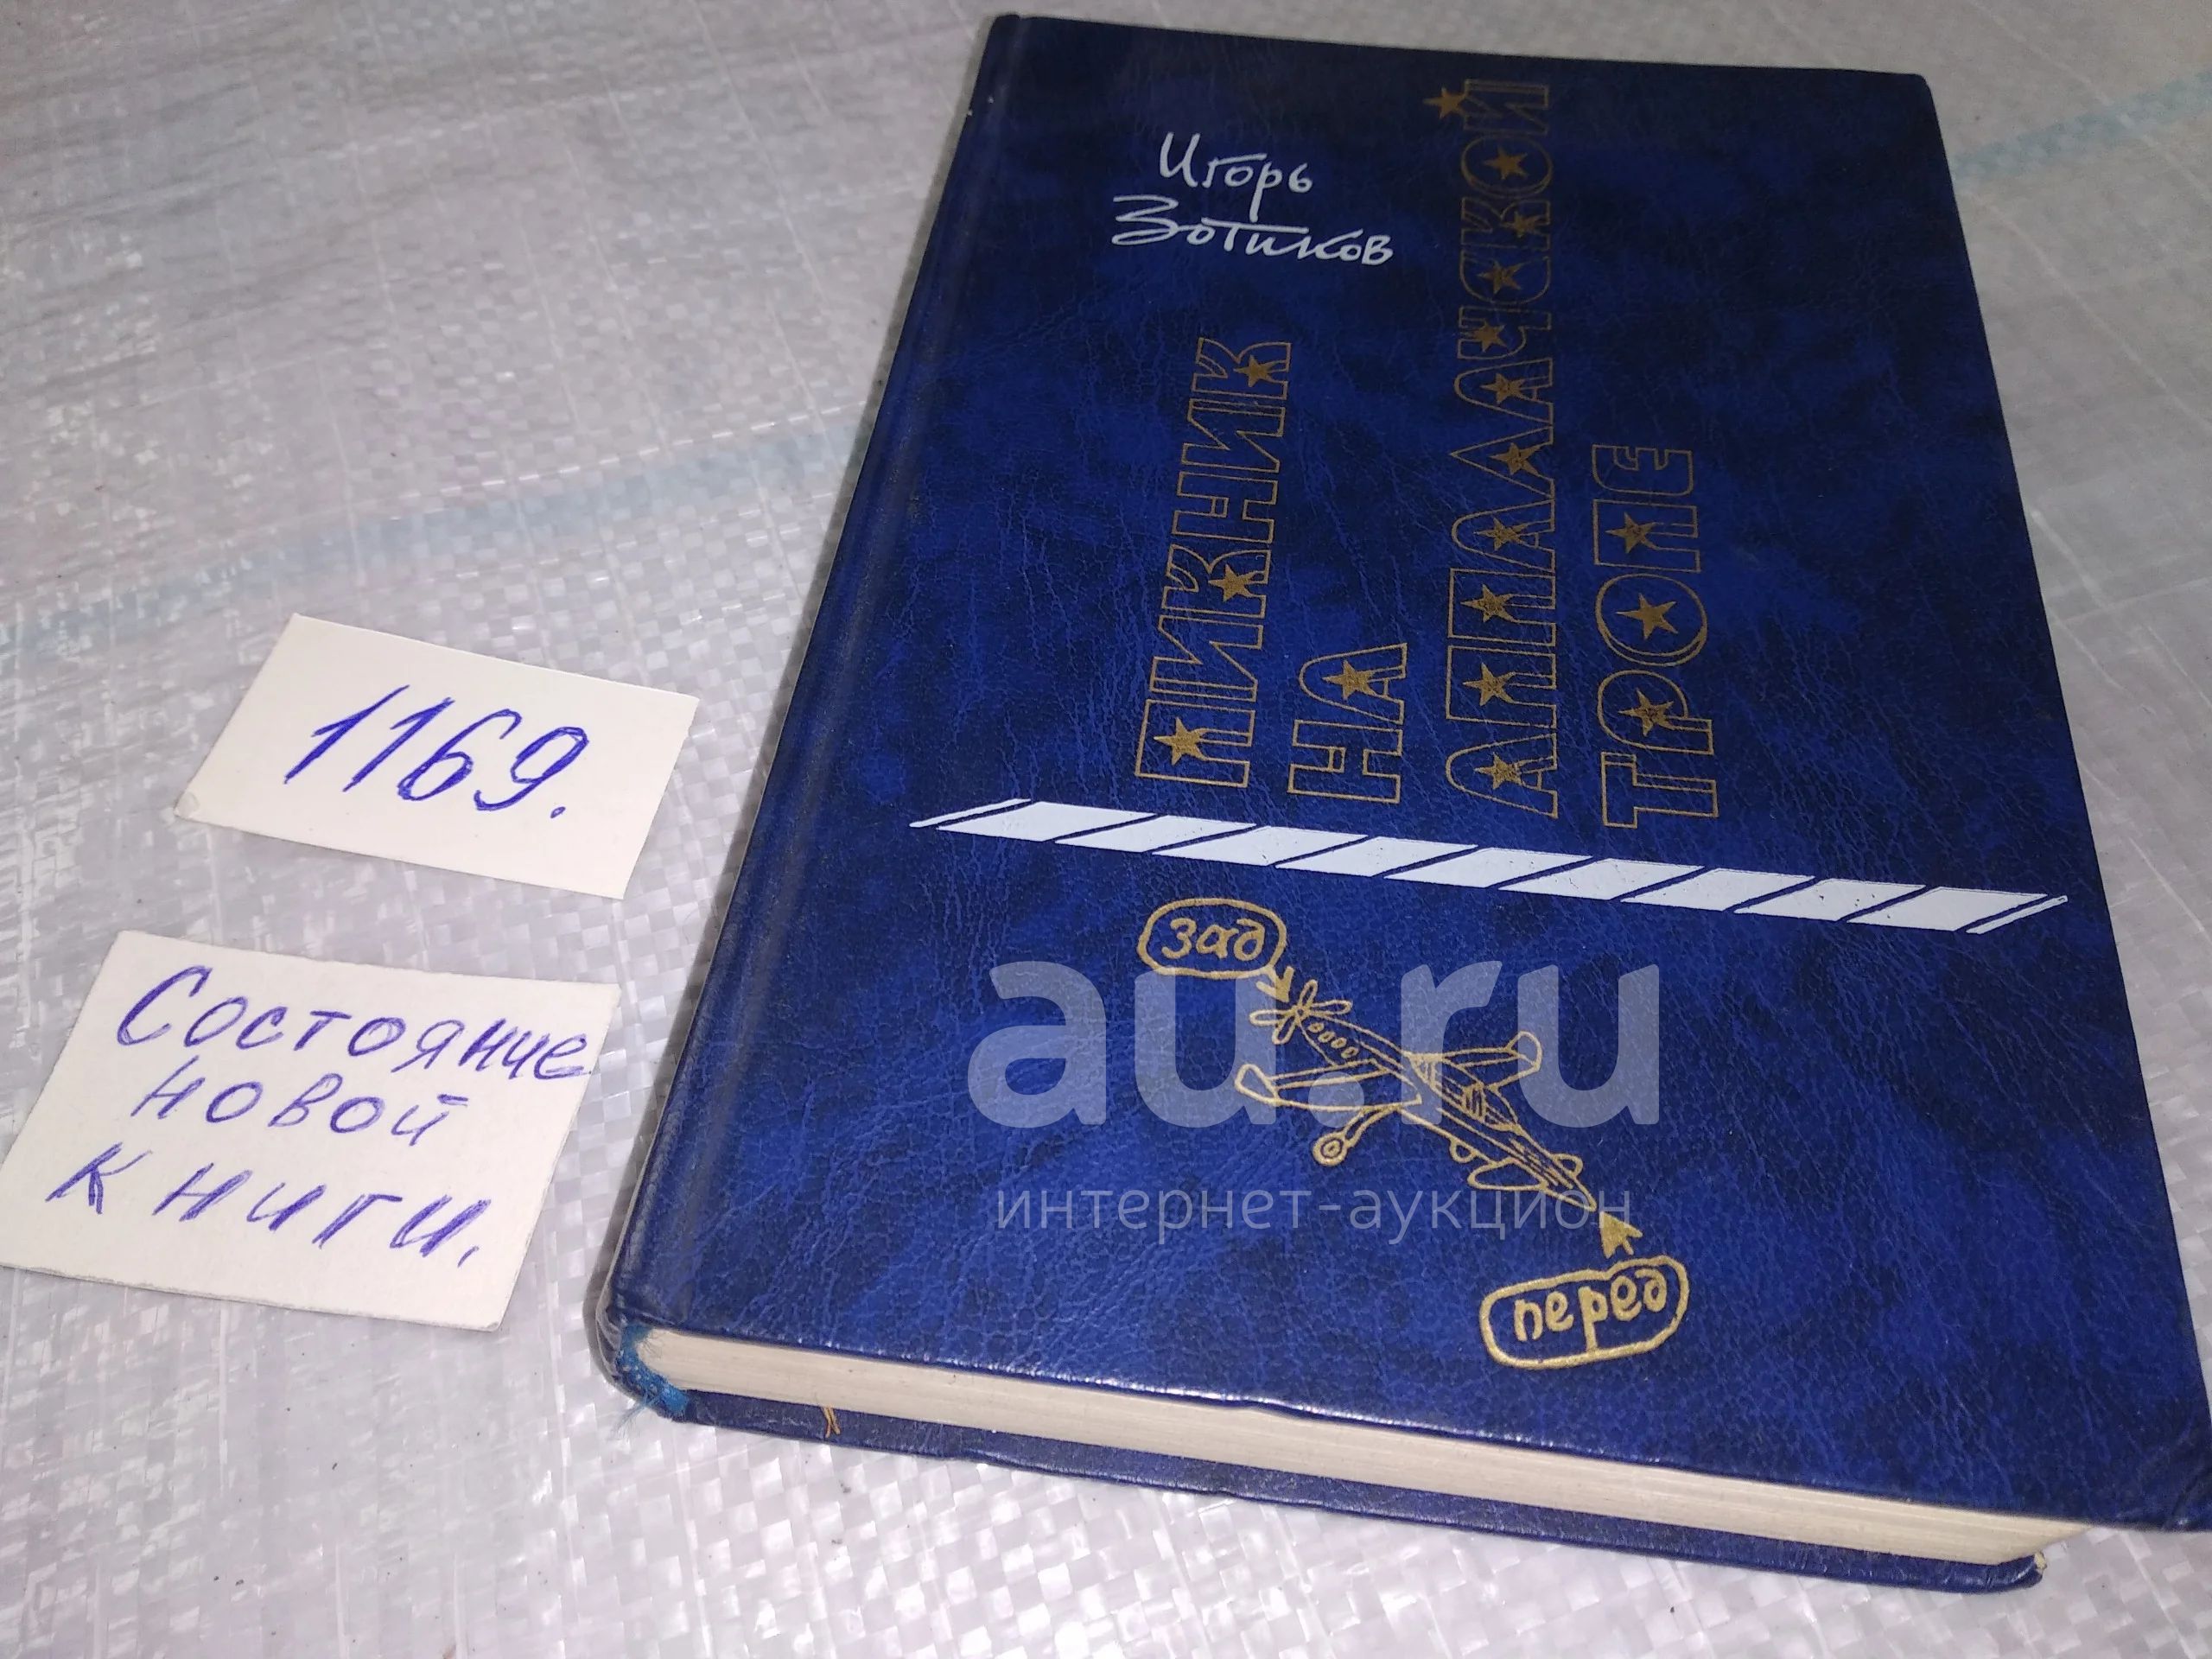 Игорь
Зотиков
ПИКНИК
НА
АППАЛАЧСКОЙ
ТРОПЕ
зад
перед
1169.
Состояние
новой
книги.
au.ru
интернет-аукцион